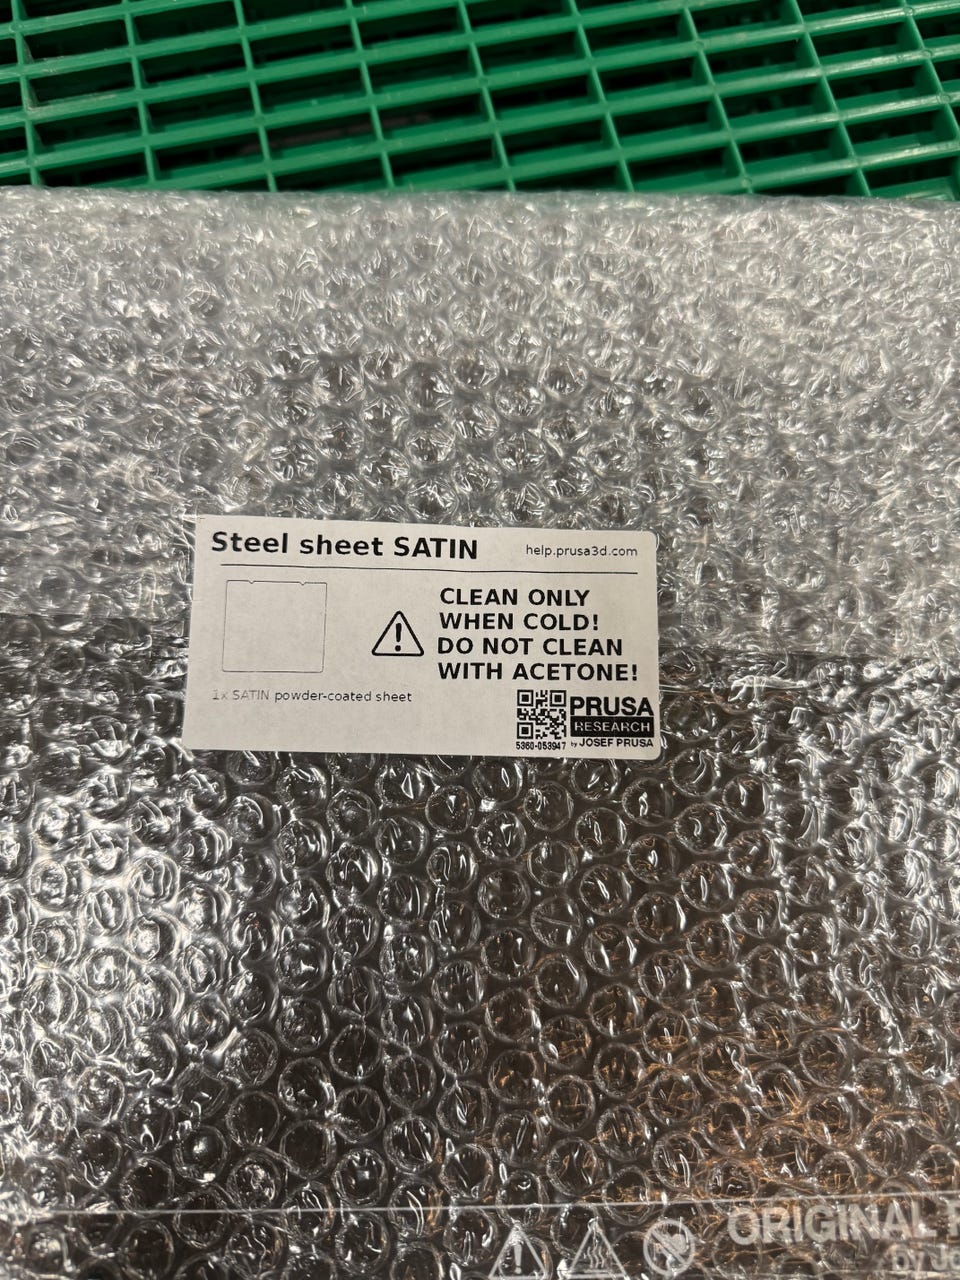 Steel sheet SATIN
help.prusa3d.com
CLEAN ONLY
WHEN COLD!
DO NOT CLEAN
WITH ACETONE!
1x SATIN powder-coated sheet
PRUSA
RESEARCH
by JOSEF PRUSA
5360-053947
ORIGINAL